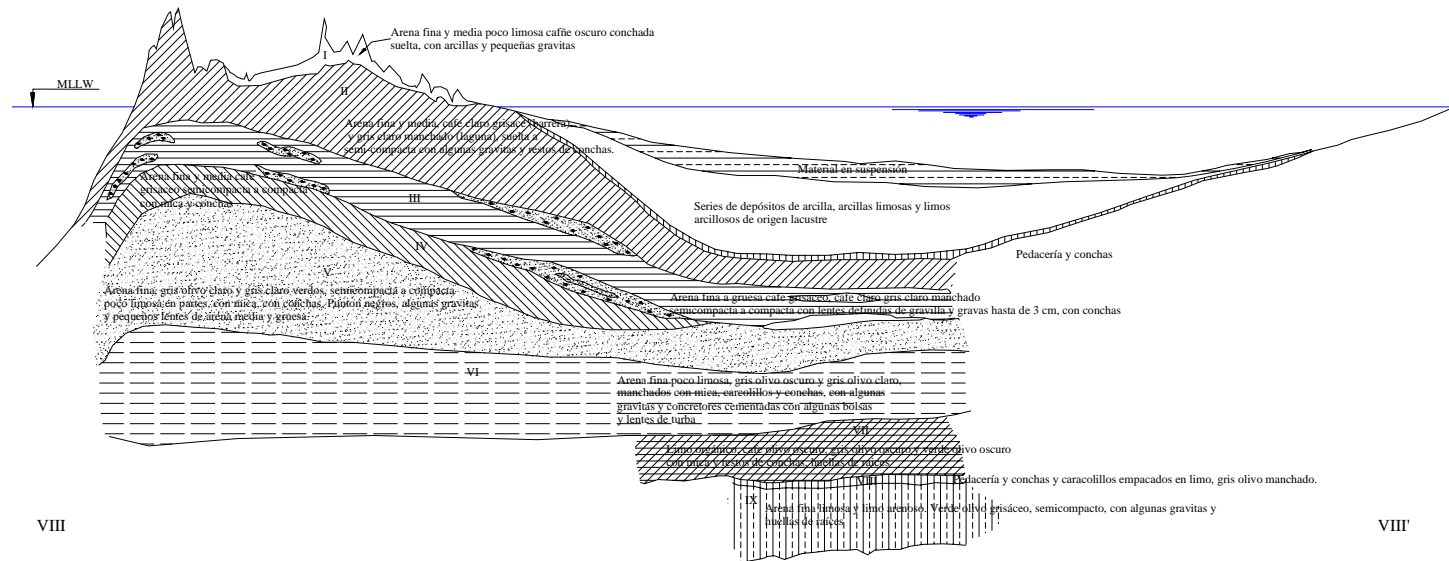 Arena fina y media poco limosa cafñe oscuro conchada
suelta, con arcillas y pequeñas gravitas
I
MLLW
II
Arena fina y media, cafe claro grisace (barrera)
y gris claro manchado (laguna), suelta a
semi-compacta con algunas gravitas y restos de conchas.
Material en suspensión
Arena fina y media café
grisaceo semicompacta a compacta
con mica y conchas
III
Series de depósitos de arcilla, arcillas limosas y limos
arcillosos de origen lacustre
IV
Pedacería y conchas
V
Arena fina, gris olivo claro y gris claro verdos, semicompacta a compacta
poco limosa en partes, con mica, con conchas, Pinton negros, algunas gravitas
y pequeños lentes de arena media y gruesa
Arena fina a gruesa cafe grisaceo, cafe claro gris claro manchado
semicompacta a compacta con lentes definidas de gravilla y gravas hasta de 3 cm, con conchas
VI
Arena fina poco limosa, gris olivo oscuro y gris olivo claro,
manchados con mica, carcolillos y conchas, con algunas
gravitas y concretores cementadas con algunas bolsas
y lentes de turba
VII
Limo orgánico, cafe olivo oscuro, gris olivo oscuro y verde olivo oscuro
con mica y restos de conchas, huellas de raices
VIII
Pedacería y conchas y caracolillos empacados en limo, gris olivo manchado.
IX
Arena fina limosa y limo arenoso. Verde olivo grisáceo, semicompacto, con algunas gravitas y
huellas de raíces
VIII
VIII'